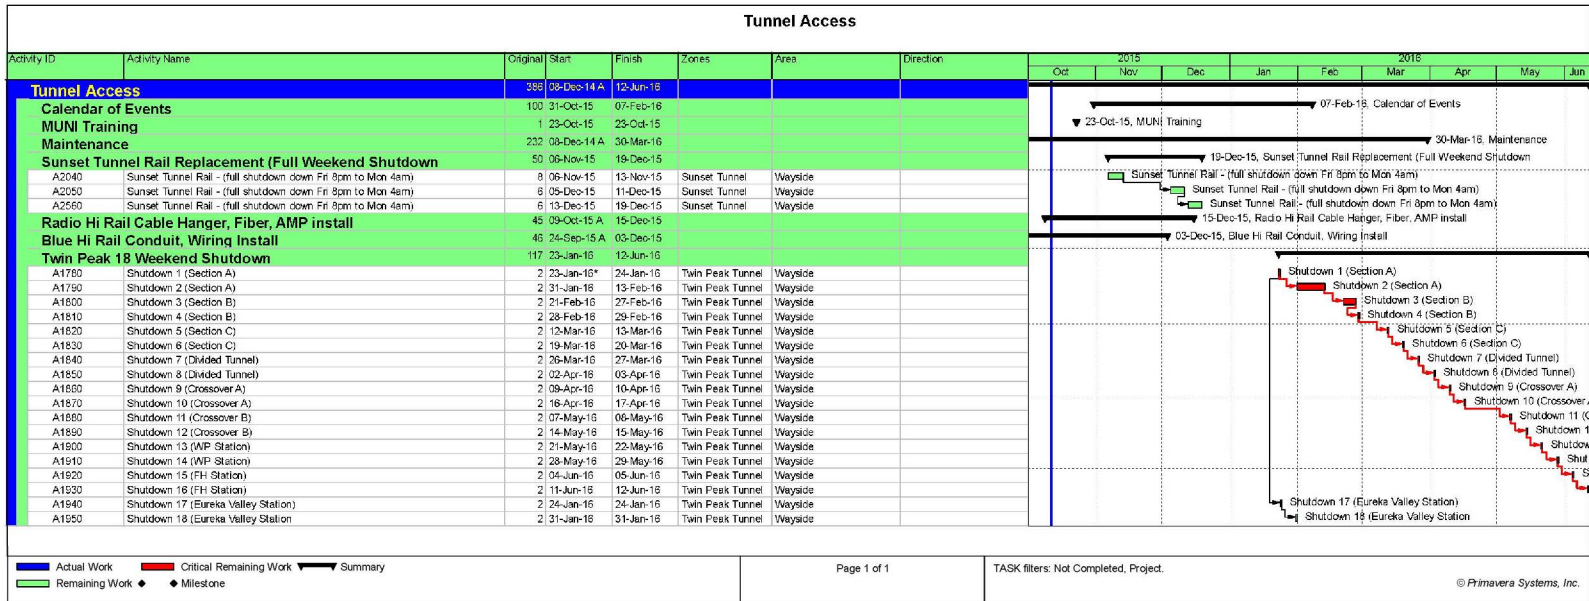 Tunnel Access
Activity ID Activity Name Original Start Finish Zones Area Direction 2015 2016
Oct Nov Dec Jan Feb Mar Apr May Jun
Tunnel Access 386 08-Dec-14 A 12-Jun-16
Calendar of Events 100 31-Oct-15 07-Feb-16 07-Feb-16, Calendar of Events
MUNI Training 1 23-Oct-15 23-Oct-15 23-Oct-15, MUNI Training
Maintenance 232 08-Dec-14 A 30-Mar-16 30-Mar-16, Maintenance
Sunset Tunnel Rail Replacement (Full Weekend Shutdown 50 06-Nov-15 19-Dec-15 19-Dec-15, Sunset Tunnel Rail Replacement (Full Weekend Shutdown
A2040 Sunset Tunnel Rail - (full shutdown down Fri 8pm to Mon 4am) 8 06-Nov-15 13-Nov-15 Sunset Tunnel Wayside Sunset Tunnel Rail - (full shutdown down Fri 8pm to Mon 4am)
A2050 Sunset Tunnel Rail - (full shutdown down Fri 8pm to Mon 4am) 6 05-Dec-15 11-Dec-15 Sunset Tunnel Wayside Sunset Tunnel Rail - (full shutdown down Fri 8pm to Mon 4am)
A2560 Sunset Tunnel Rail - (full shutdown down Fri 8pm to Mon 4am) 6 13-Dec-15 19-Dec-15 Sunset Tunnel Wayside Sunset Tunnel Rail - (full shutdown down Fri 8pm to Mon 4am)
Radio Hi Rail Cable Hanger, Fiber, AMP install 45 09-Oct-15 A 15-Dec-15 15-Dec-15, Radio Hi Rail Cable Hanger, Fiber, AMP install
Blue Hi Rail Conduit, Wiring Install 46 24-Sep-15 A 03-Dec-15 03-Dec-15, Blue Hi Rail Conduit, Wiring Install
Twin Peak 18 Weekend Shutdown 117 23-Jan-16 12-Jun-16
A1780 Shutdown 1 (Section A) 2 23-Jan-16* 24-Jan-16 Twin Peak Tunnel Wayside Shutdown 1 (Section A)
A1790 Shutdown 2 (Section A) 2 31-Jan-16 13-Feb-16 Twin Peak Tunnel Wayside Shutdown 2 (Section A)
A1800 Shutdown 3 (Section B) 2 21-Feb-16 27-Feb-16 Twin Peak Tunnel Wayside Shutdown 3 (Section B)
A1810 Shutdown 4 (Section B) 2 28-Feb-16 29-Feb-16 Twin Peak Tunnel Wayside Shutdown 4 (Section B)
A1820 Shutdown 5 (Section C) 2 12-Mar-16 13-Mar-16 Twin Peak Tunnel Wayside Shutdown 5 (Section C)
A1830 Shutdown 6 (Section C) 2 19-Mar-16 20-Mar-16 Twin Peak Tunnel Wayside Shutdown 6 (Section C)
A1840 Shutdown 7 (Divided Tunnel) 2 26-Mar-16 27-Mar-16 Twin Peak Tunnel Wayside Shutdown 7 (Divided Tunnel)
A1850 Shutdown 8 (Divided Tunnel) 2 02-Apr-16 03-Apr-16 Twin Peak Tunnel Wayside Shutdown 8 (Divided Tunnel)
A1860 Shutdown 9 (Crossover A) 2 09-Apr-16 10-Apr-16 Twin Peak Tunnel Wayside Shutdown 9 (Crossover A)
A1870 Shutdown 10 (Crossover A) 2 16-Apr-16 17-Apr-16 Twin Peak Tunnel Wayside Shutdown 10 (Crossover A
A1880 Shutdown 11 (Crossover B) 2 07-May-16 08-May-16 Twin Peak Tunnel Wayside Shutdown 11 (C
A1890 Shutdown 12 (Crossover B) 2 14-May-16 15-May-16 Twin Peak Tunnel Wayside Shutdown 1
A1900 Shutdown 13 (WP Station) 2 21-May-16 22-May-16 Twin Peak Tunnel Wayside Shutdow
A1910 Shutdown 14 (WP Station) 2 28-May-16 29-May-16 Twin Peak Tunnel Wayside Shut
A1920 Shutdown 15 (FH Station) 2 04-Jun-16 05-Jun-16 Twin Peak Tunnel Wayside S
A1930 Shutdown 16 (FH Station) 2 11-Jun-16 12-Jun-16 Twin Peak Tunnel Wayside
A1940 Shutdown 17 (Eureka Valley Station) 2 24-Jan-16 24-Jan-16 Twin Peak Tunnel Wayside Shutdown 17 (Eureka Valley Station)
A1950 Shutdown 18 (Eureka Valley Station 2 31-Jan-16 31-Jan-16 Twin Peak Tunnel Wayside Shutdown 18 (Eureka Valley Station
Actual Work Critical Remaining Work Summary Page 1 of 1 TASK filters: Not Completed, Project.
Remaining Work Milestone
© Primavera Systems, Inc.